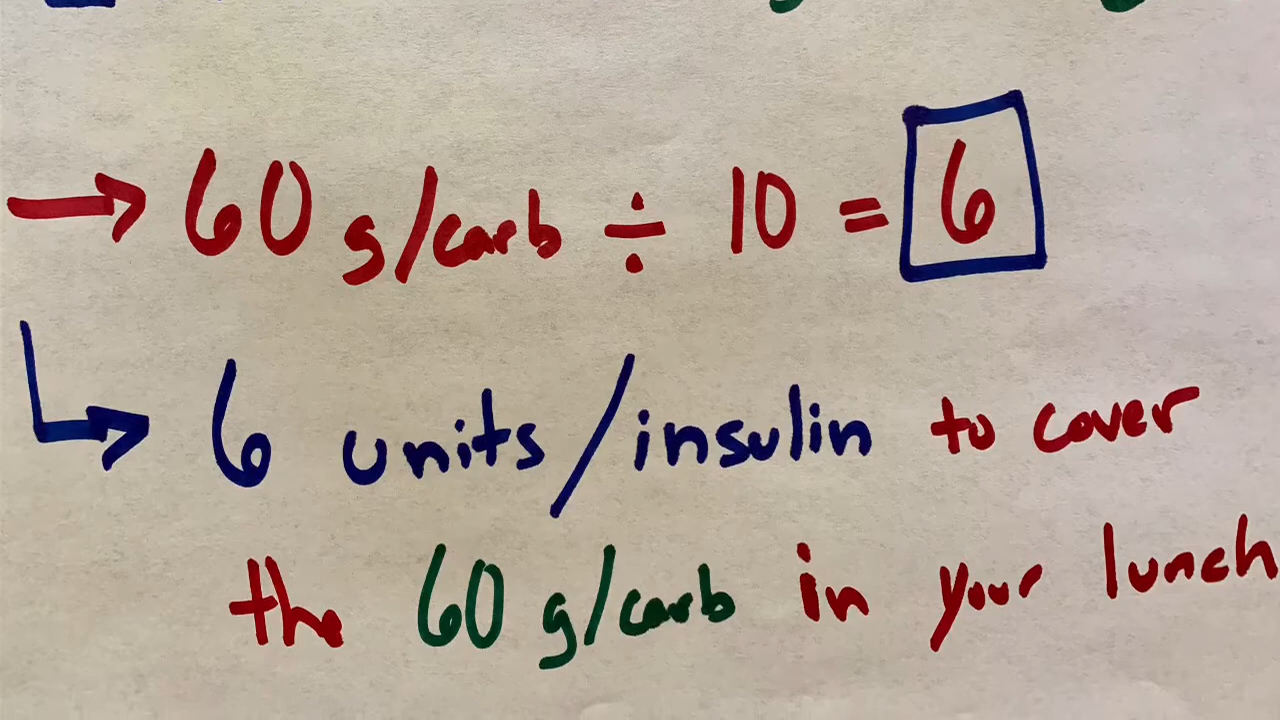 → 60 g/carb ÷ 10 = 6
6 units/insulin to cover
the 60 g/carb in your lunch